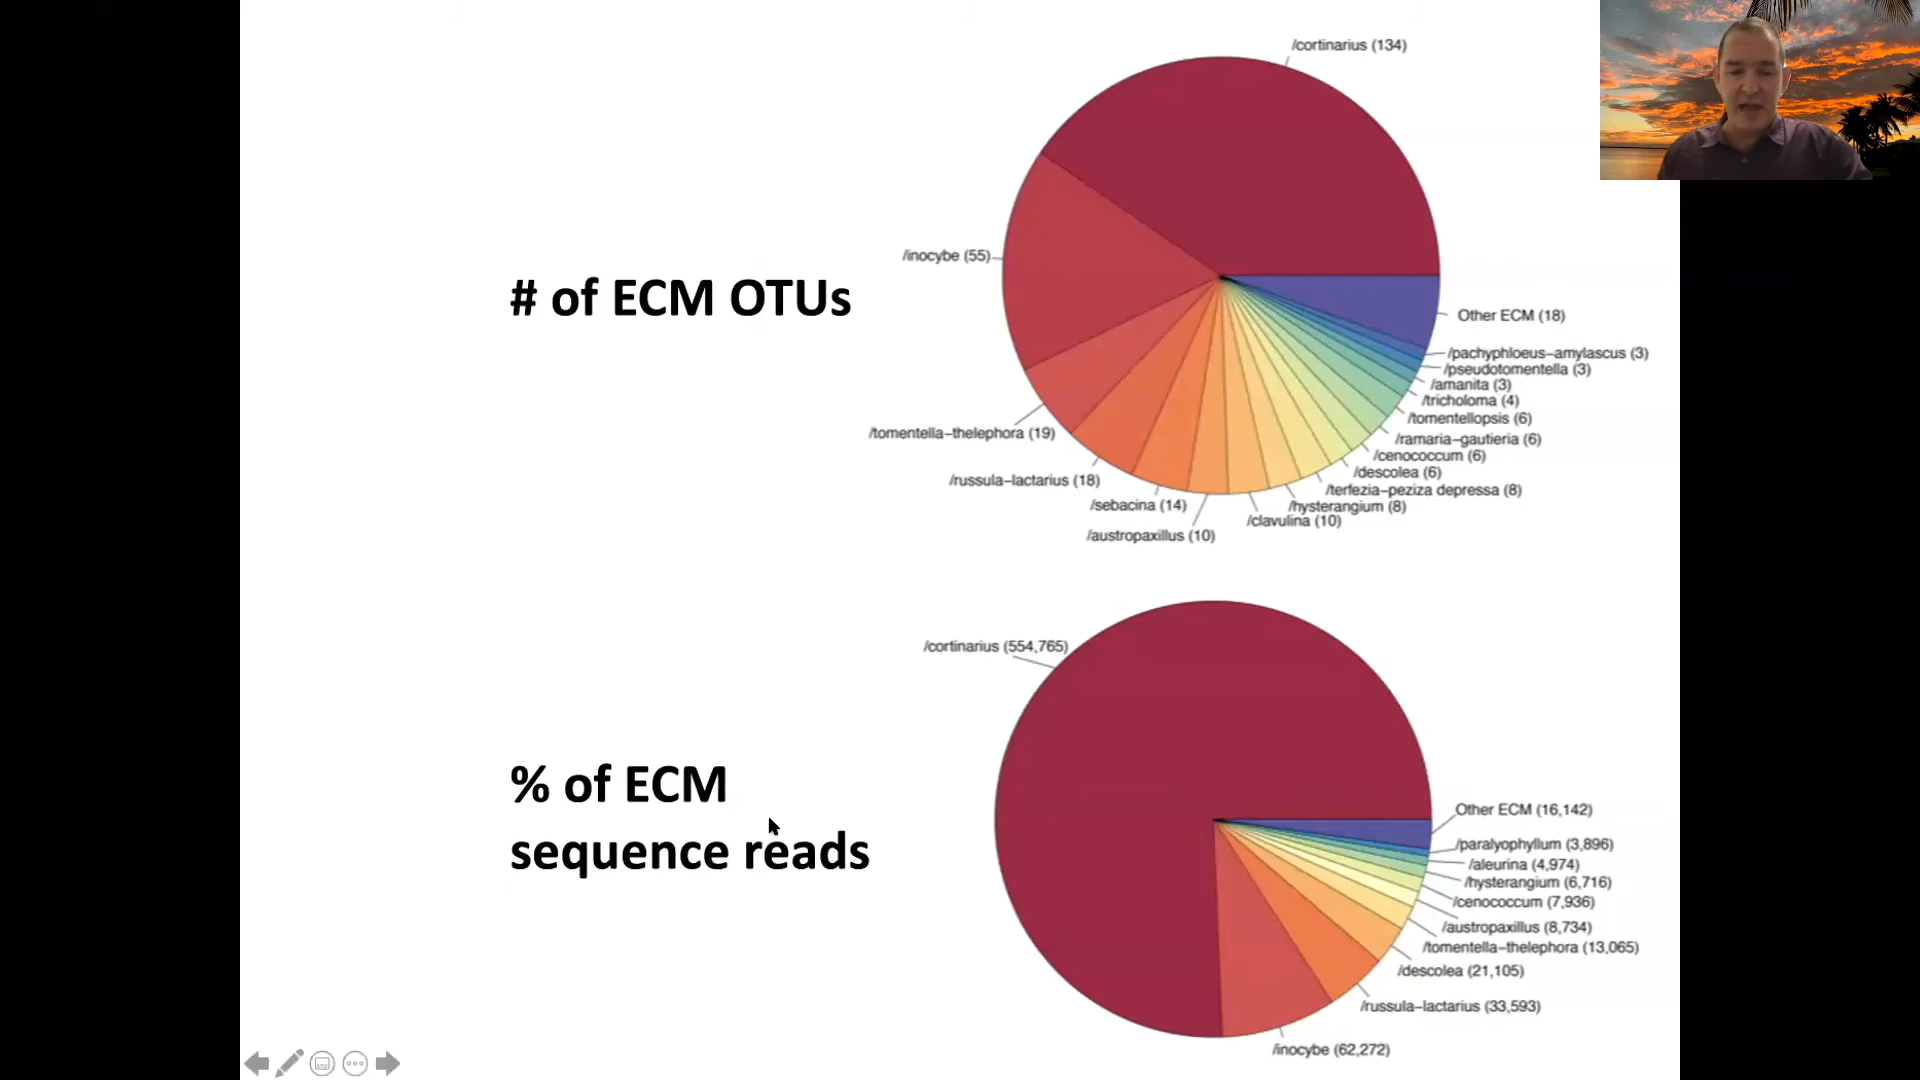 /cortinarius (134)
/inocybe (55)
# of ECM OTUs
Other ECM (18)
/pachyphloeus–amylascus (3)
/pseudotomentella (3)
/amanita (3)
/tricholoma (4)
/tomentellopsis (6)
/ramaria–gautieria (6)
/cenococcum (6)
/descolea (6)
/terfezia–peziza depressa (8)
/hysterangium (8)
/clavulina (10)
/austropaxillus (10)
/sebacina (14)
/russula–lactarius (18)
/tomentella–thelephora (19)
/cortinarius (554,765)
% of ECM
sequence reads
Other ECM (16,142)
/paralyophyllum (3,896)
/aleurina (4,974)
/hysterangium (6,716)
/cenococcum (7,936)
/austropaxillus (8,734)
/tomentella–thelephora (13,065)
/descolea (21,105)
/russula–lactarius (33,593)
/inocybe (62,272)